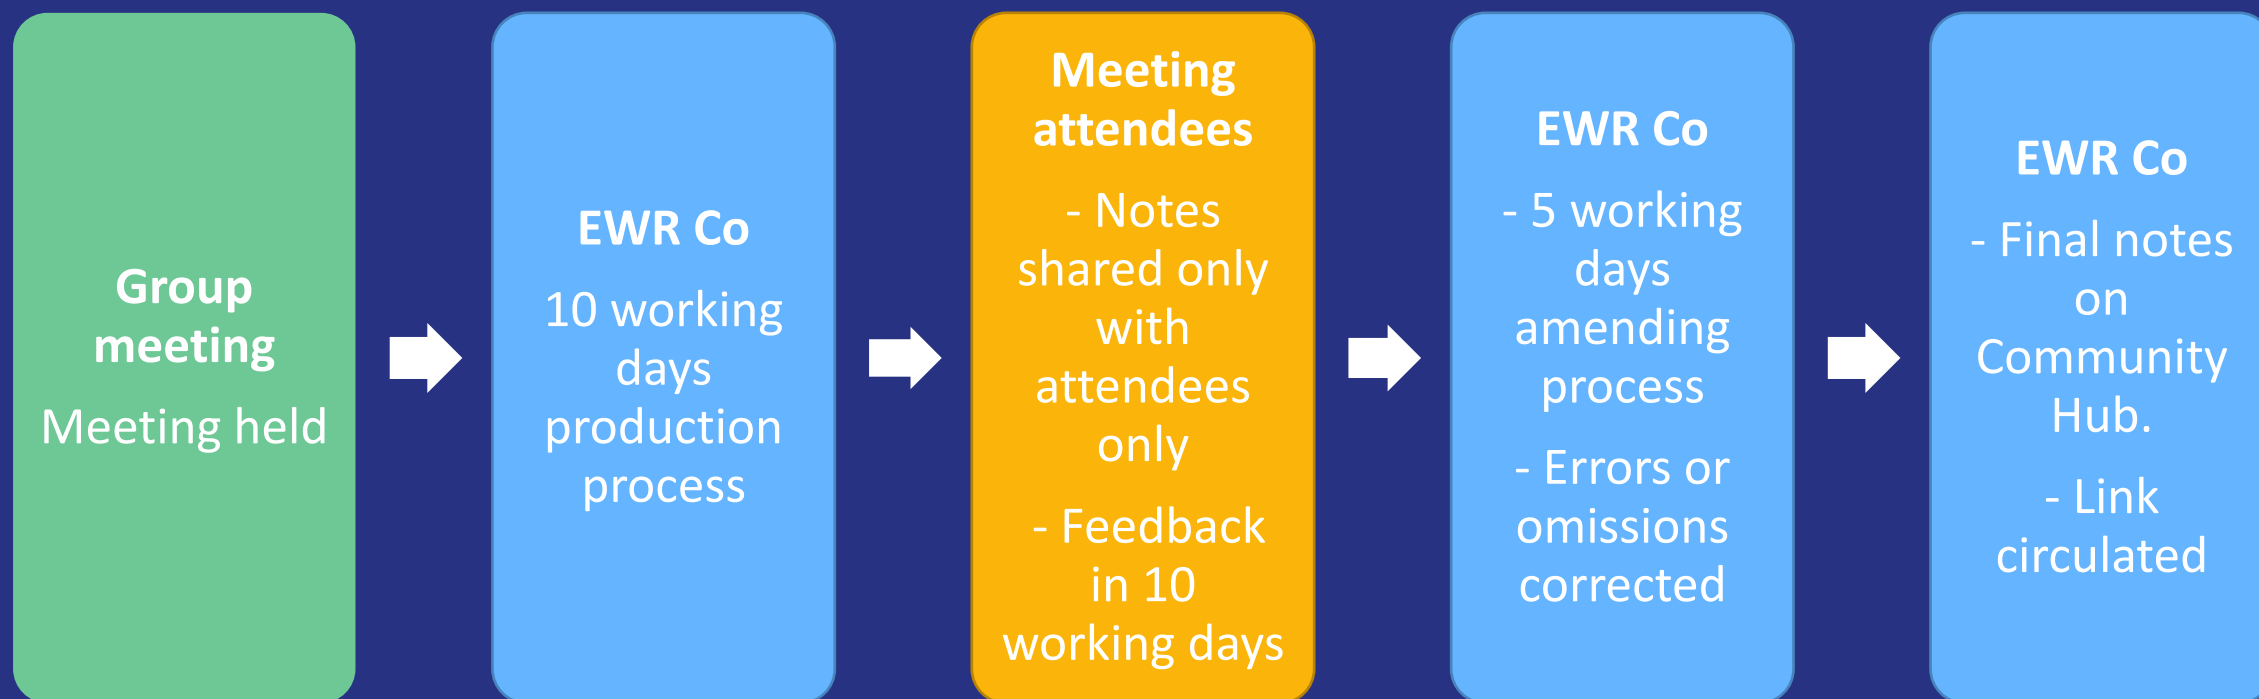 Group
meeting
Meeting held
EWR Co
10 working
days
production
process
Meeting
attendees
- Notes
shared only
with
attendees
only
- Feedback
in 10
working days
EWR Co
- 5 working
days
amending
process
- Errors or
omissions
corrected
EWR Co
- Final notes
on
Community
Hub.
- Link
circulated